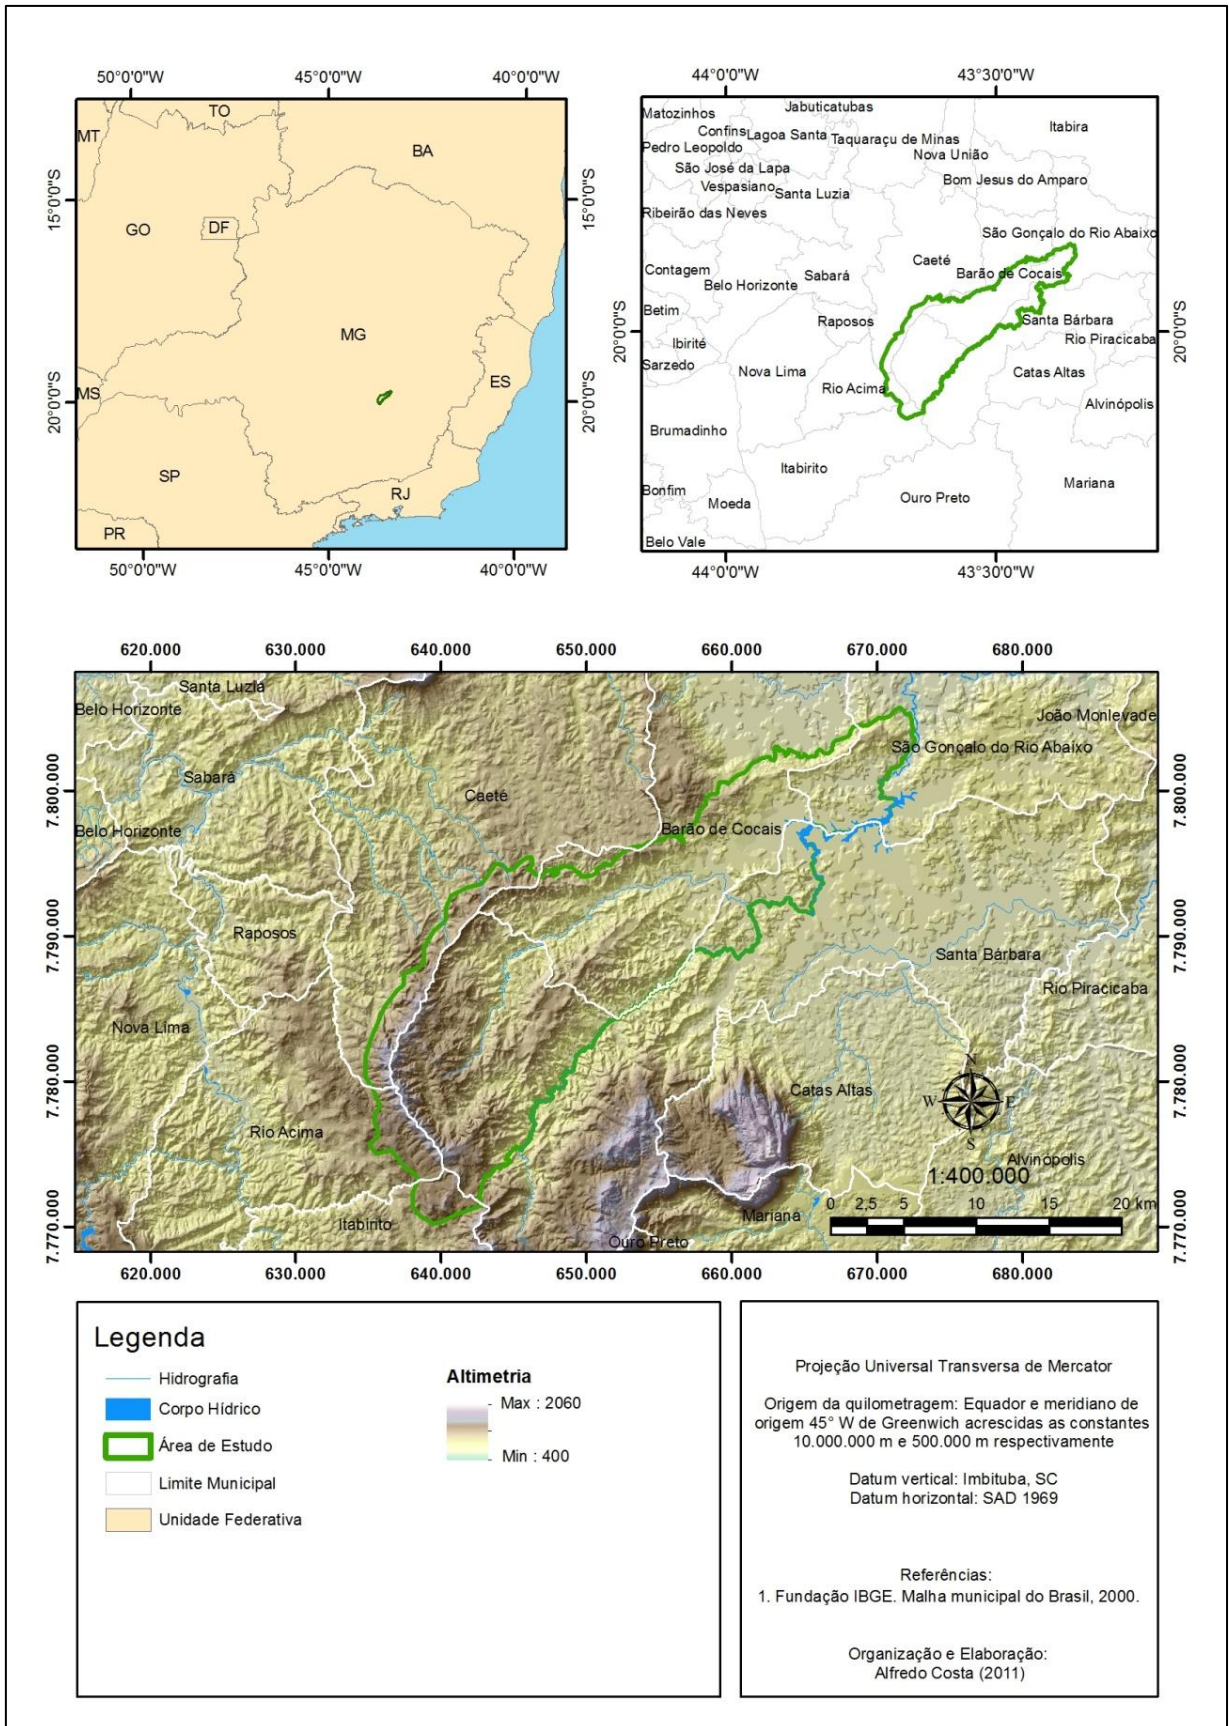 50°0'0"W 45°0'0"W 40°0'0"W
TO
MT
BA
15°0'0"S
15°0'0"S
GO
DF
MG
ES
MS
20°0'0"S
20°0'0"S
SP
RJ
PR
50°0'0"W 45°0'0"W 40°0'0"W
44°0'0"W 43°30'0"W
Jabuticatubas
Matozinhos
Itabira
Confins
Lagoa Santa
Taquaraçu de Minas
Pedro Leopoldo
Nova União
São José da Lapa
Bom Jesus do Amparo
Vespasiano
Santa Luzia
Ribeirão das Neves
São Gonçalo do Rio Abaixo
Caeté
Contagem
Sabará
Barão de Cocais
Belo Horizonte
Betim
Raposos
Santa Bárbara
20°0'0"S
20°0'0"S
Ibirité
Rio Piracicaba
Sarzedo
Nova Lima
Catas Altas
Rio Acima
Alvinópolis
Brumadinho
Itabirito
Mariana
Bonfim
Moeda
Ouro Preto
Belo Vale
44°0'0"W 43°30'0"W
620.000 630.000 640.000 650.000 660.000 670.000 680.000
Santa Luzia
Belo Horizonte
João Monlevade
São Gonçalo do Rio Abaixo
Sabará
7.800.000
7.800.000
Caeté
Belo Horizonte
Barão de Cocais
Raposos
7.790.000
7.790.000
Santa Bárbara
Rio Piracicaba
Nova Lima
N
7.780.000
7.780.000
Catas Altas
W
E
S
Rio Acima
Alvinópolis
1:400.000
0 2,5 5 10 15 20 km
Mariana
Itabirito
7.770.000
7.770.000
Ouro Preto
620.000 630.000 640.000 650.000 660.000 670.000 680.000
Legenda
Hidrografia
Corpo Hídrico
Área de Estudo
Limite Municipal
Unidade Federativa
Altimetria
Max : 2060
Min : 400
Projeção Universal Transversa de Mercator
Origem da quilometragem: Equador e meridiano de
origem 45° W de Greenwich acrescidas as constantes
10.000.000 m e 500.000 m respectivamente
Datum vertical: Imbituba, SC
Datum horizontal: SAD 1969
Referências:
1. Fundação IBGE. Malha municipal do Brasil, 2000.
Organização e Elaboração:
Alfredo Costa (2011)